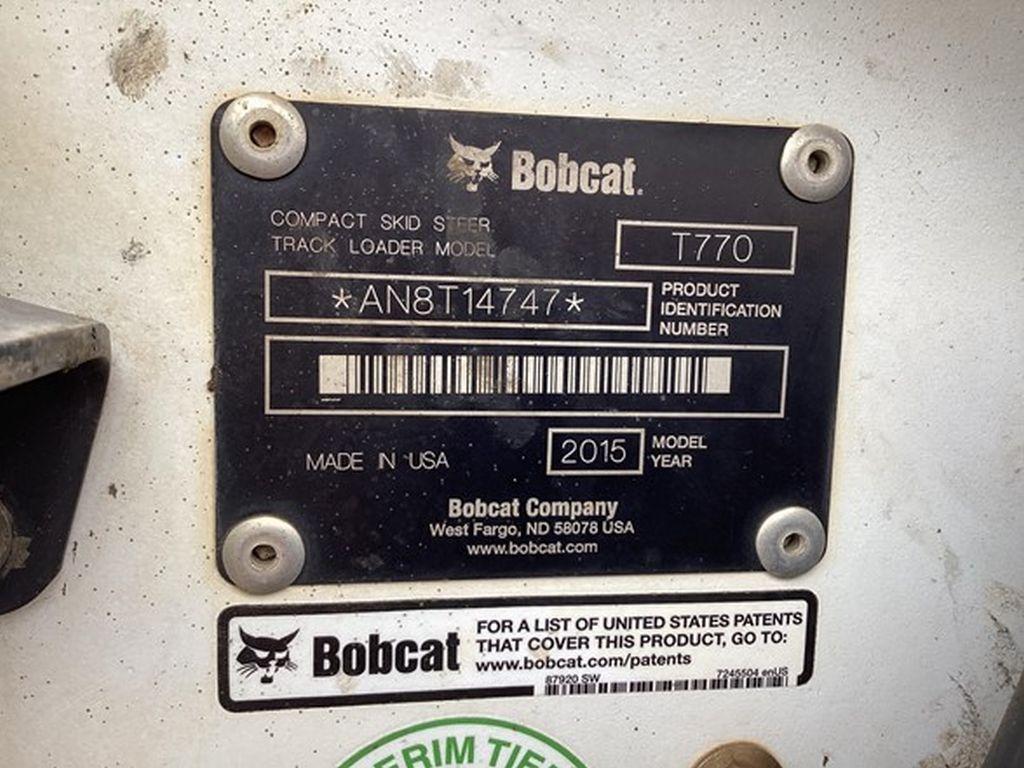 Bobcat.
COMPACT SKID STEER
TRACK LOADER MODEL
T770
*AN8T14747*
PRODUCT
IDENTIFICATION
NUMBER
MADE IN USA
2015
MODEL
YEAR
Bobcat Company
West Fargo, ND 58078 USA
www.bobcat.com
Bobcat
FOR A LIST OF UNITED STATES PATENTS
THAT COVER THIS PRODUCT, GO TO:
www.bobcat.com/patents
87920 SW
7245504 enUS